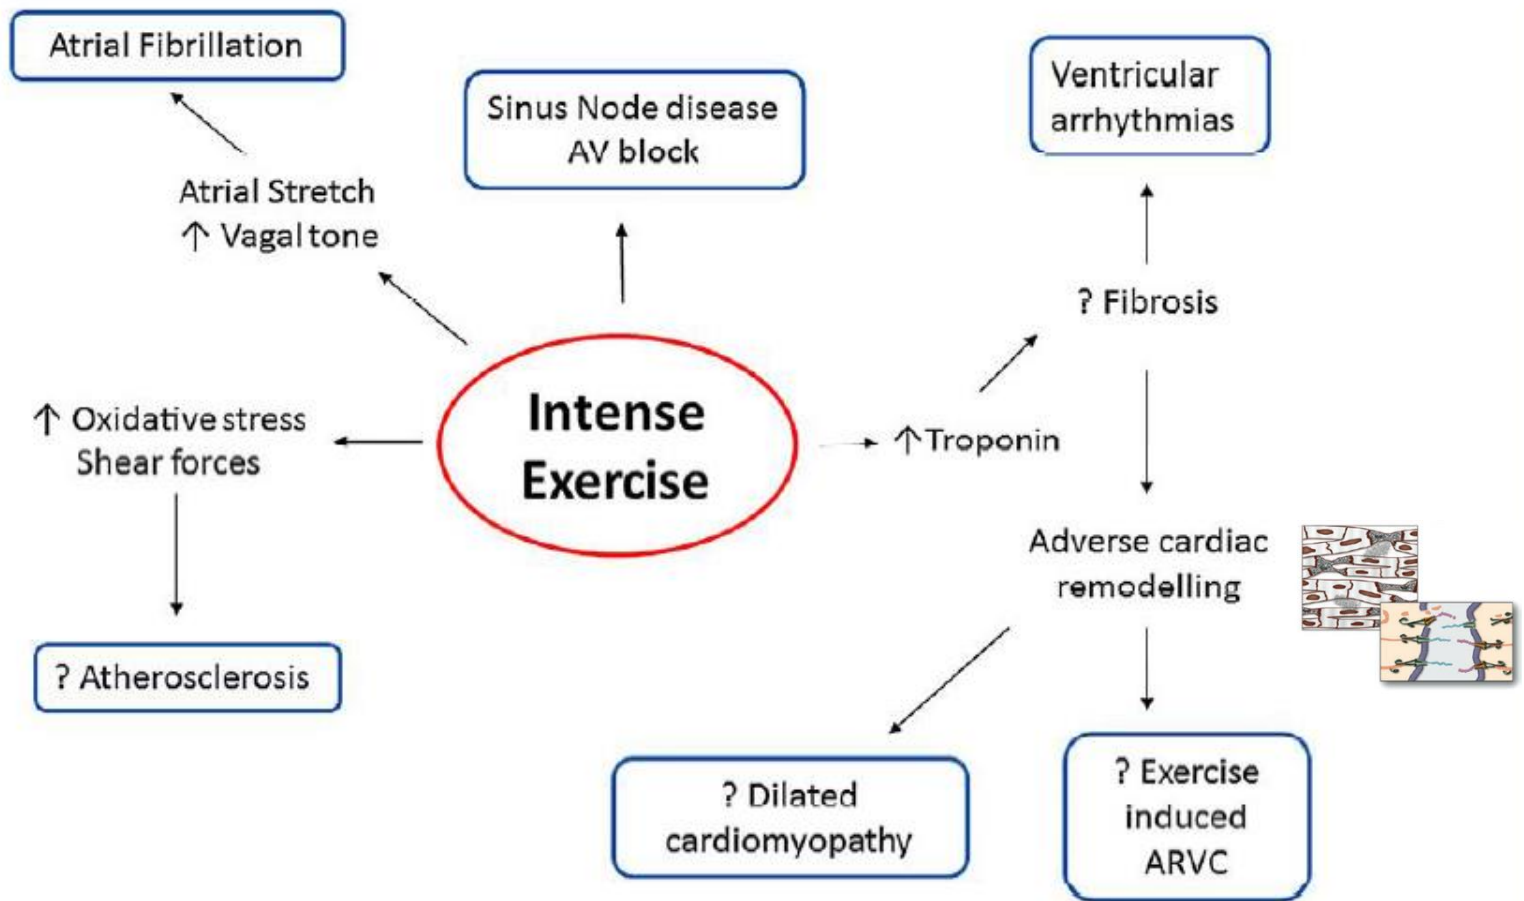 Atrial Fibrillation
Sinus Node disease
AV block
Ventricular
arrhythmias
Atrial Stretch
↑ Vagal tone
? Fibrosis
Intense
Exercise
↑ Oxidative stress
Shear forces
↑ Troponin
Adverse cardiac
remodelling
? Atherosclerosis
? Dilated
cardiomyopathy
? Exercise
induced
ARVC